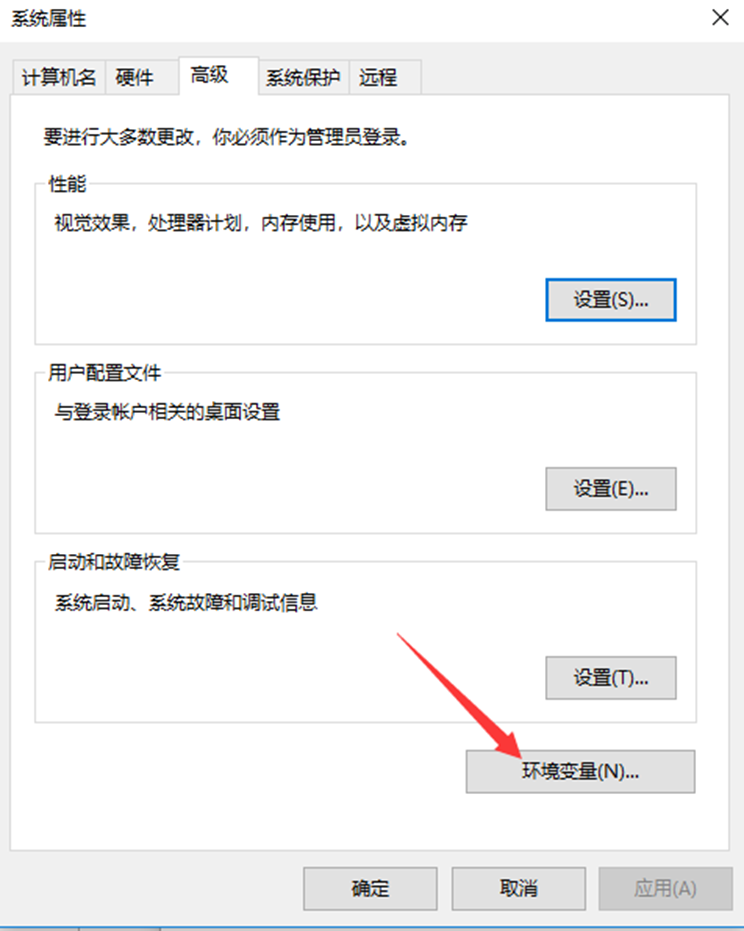 系统属性
计算机名 硬件 高级 系统保护 远程
要进行大多数更改，你必须作为管理员登录。
性能
视觉效果，处理器计划，内存使用，以及虚拟内存
设置(S)...
用户配置文件
与登录帐户相关的桌面设置
设置(E)...
启动和故障恢复
系统启动、系统故障和调试信息
设置(T)...
环境变量(N)...
确定 取消 应用(A)